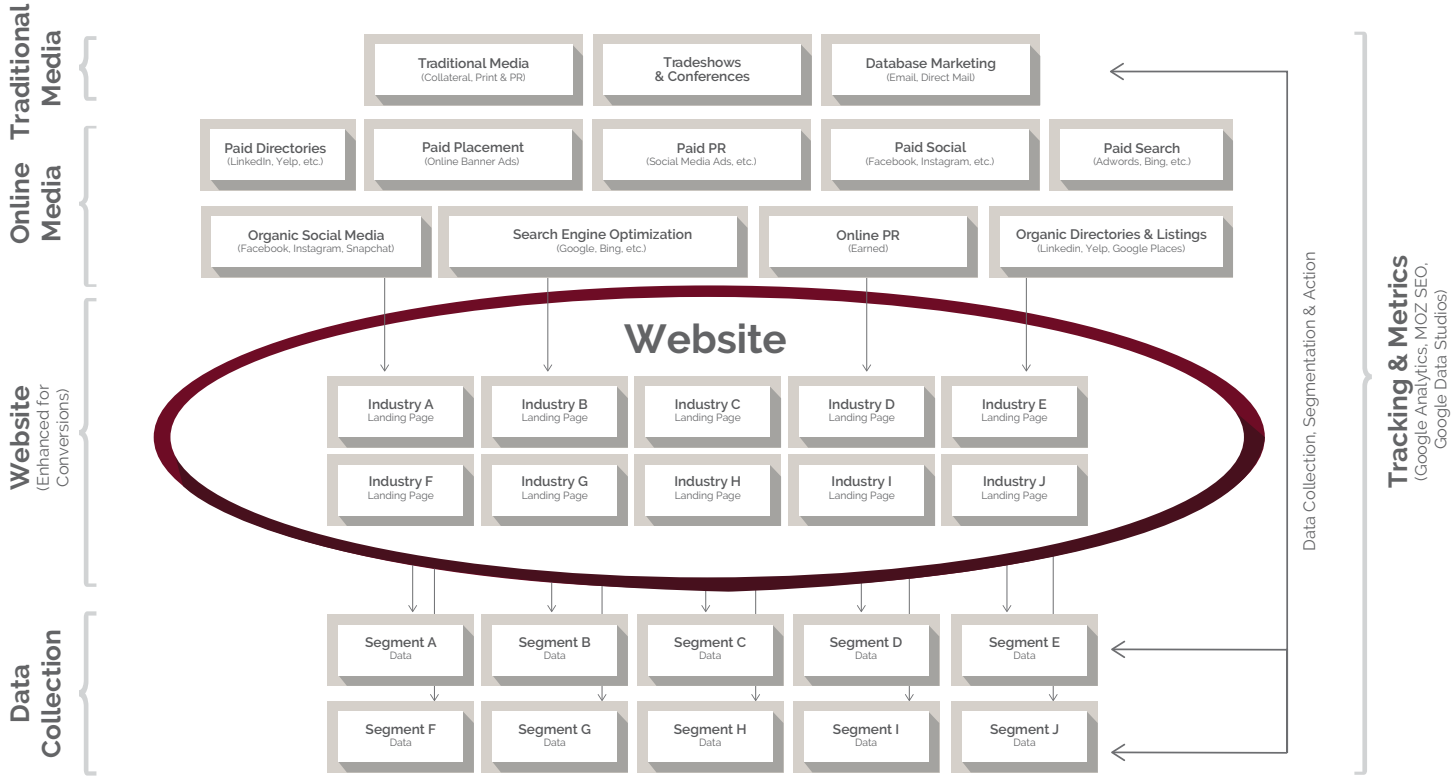 Traditional
Media
Traditional Media
(Collateral, Print & PR)
Tradeshows
& Conferences
Database Marketing
(Email, Direct Mail)
Online
Media
Paid Directories
(LinkedIn, Yelp, etc.)
Paid Placement
(Online Banner Ads)
Paid PR
(Social Media Ads, etc.)
Paid Social
(Facebook, Instagram, etc.)
Paid Search
(Adwords, Bing, etc.)
Organic Social Media
(Facebook, Instagram, Snapchat)
Search Engine Optimization
(Google, Bing, etc.)
Online PR
(Earned)
Organic Directories & Listings
(Linkedin, Yelp, Google Places)
Website
(Enhanced for
Conversions)
Website
Industry A
Landing Page
Industry B
Landing Page
Industry C
Landing Page
Industry D
Landing Page
Industry E
Landing Page
Industry F
Landing Page
Industry G
Landing Page
Industry H
Landing Page
Industry I
Landing Page
Industry J
Landing Page
Data
Collection
Segment A
Data
Segment B
Data
Segment C
Data
Segment D
Data
Segment E
Data
Segment F
Data
Segment G
Data
Segment H
Data
Segment I
Data
Segment J
Data
Data Collection, Segmentation & Action
Tracking & Metrics
(Google Analytics, MOZ SEO,
Google Data Studios)